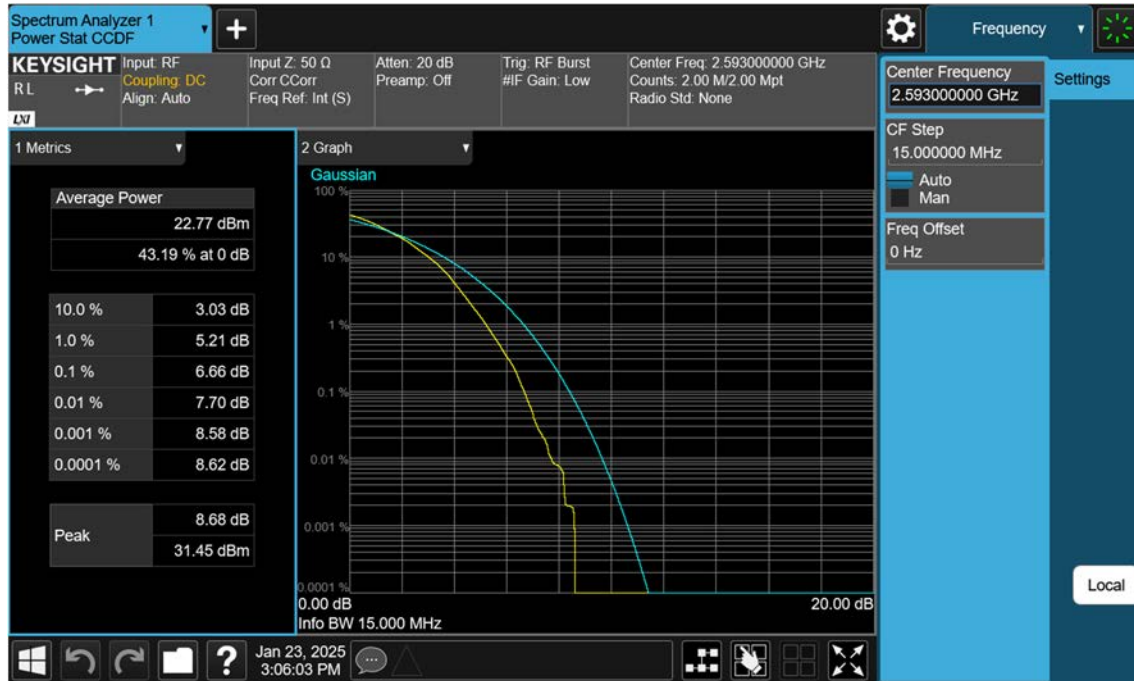 Spectrum Analyzer 1
Power Stat CCDF
Frequency
KEYSIGHT
R L
LXI
Input: RF
Coupling: DC
Align: Auto
Input Z: 50 Ω
Corr CCorr
Freq Ref: Int (S)
Atten: 20 dB
Preamp: Off
Trig: RF Burst
#IF Gain: Low
Center Freq: 2.593000000 GHz
Counts: 2.00 M/2.00 Mpt
Radio Std: None
Center Frequency
2.593000000 GHz
Settings
CF Step
15.000000 MHz
Auto
Man
Freq Offset
0 Hz
1 Metrics
Average Power
22.77 dBm
43.19 % at 0 dB
10.0 % 3.03 dB
1.0 % 5.21 dB
0.1 % 6.66 dB
0.01 % 7.70 dB
0.001 % 8.58 dB
0.0001 % 8.62 dB
Peak
8.68 dB
31.45 dBm
2 Graph
Gaussian
100 %
10 %
1 %
0.1 %
0.01 %
0.001 %
0.0001 %
0.00 dB 20.00 dB
Info BW 15.000 MHz
Local
?
Jan 23, 2025
3:06:03 PM